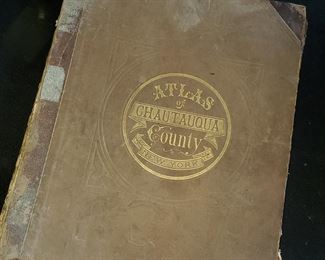 ATLAS
of
CHAUTAUQUA
County
NEW YORK